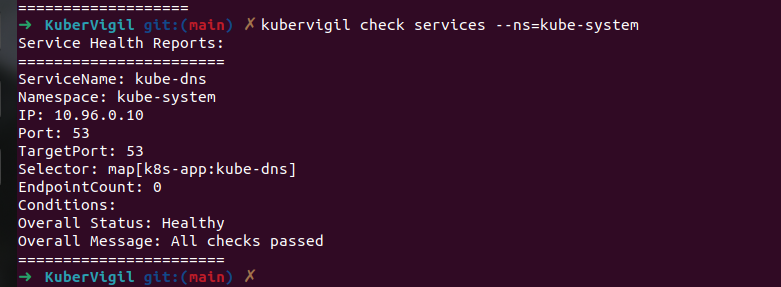 ===================
➜ KuberVigil git:(main) ✗ kubervigil check services --ns=kube-system
Service Health Reports:
=======================
ServiceName: kube-dns
Namespace: kube-system
IP: 10.96.0.10
Port: 53
TargetPort: 53
Selector: map[k8s-app:kube-dns]
EndpointCount: 0
Conditions:
Overall Status: Healthy
Overall Message: All checks passed
=======================
➜ KuberVigil git:(main) ✗